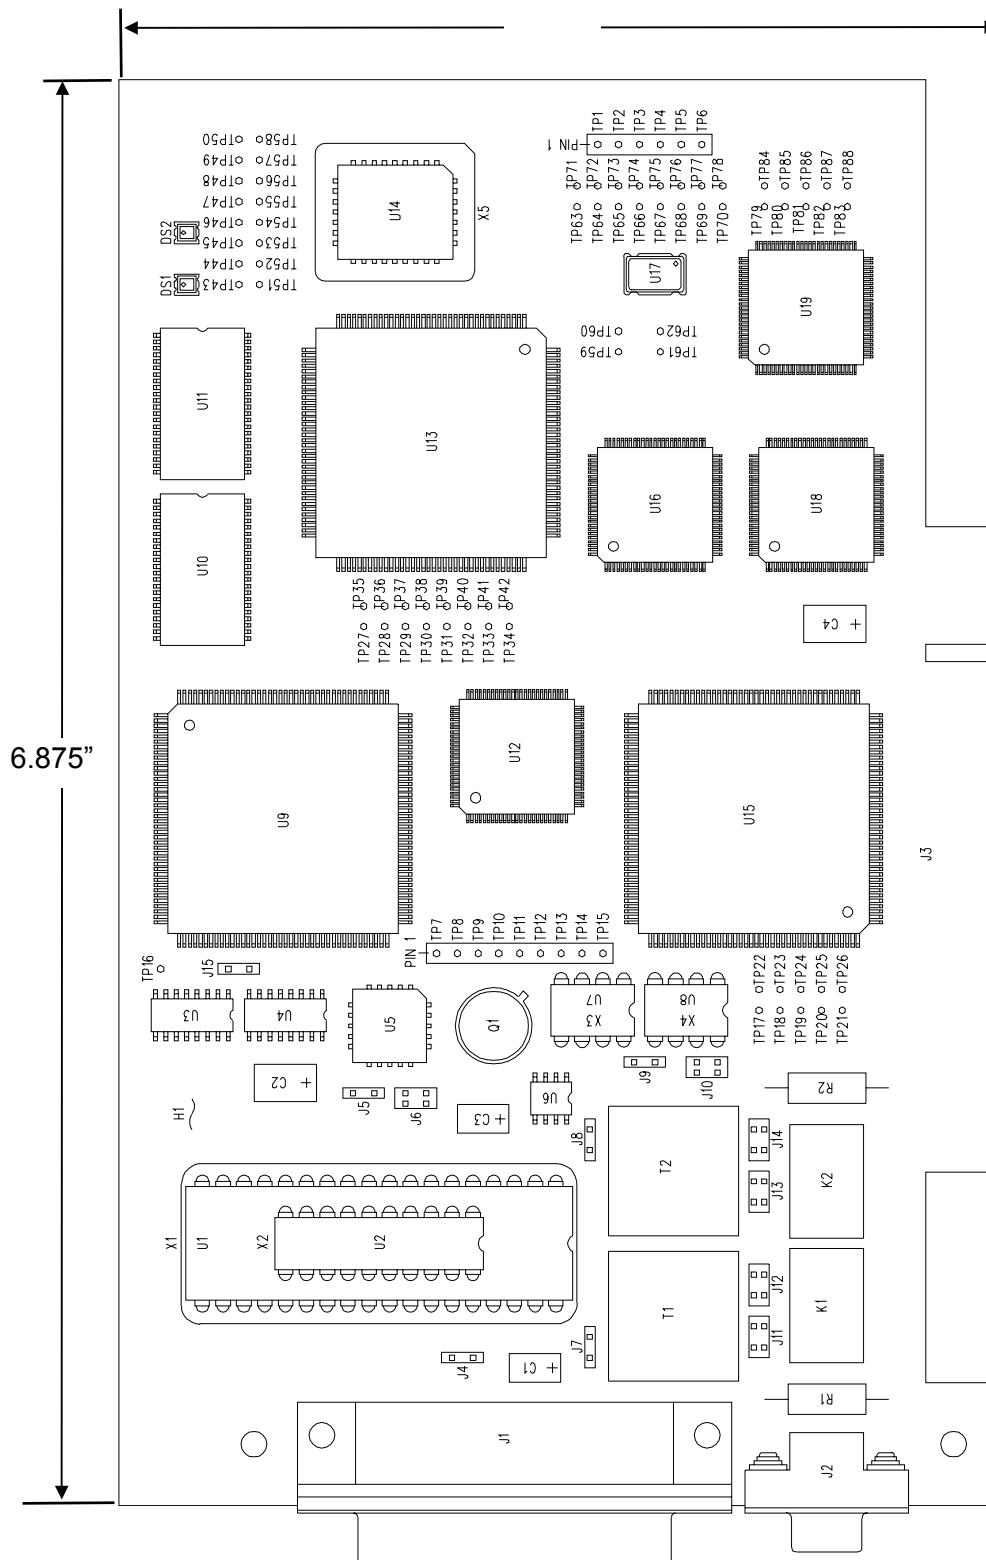 TP50 TP58
TP49 TP57
TP48 TP56
TP47 TP55
TP46 TP54
TP45 TP53
TP44 TP52
TP43 TP51
DS2
DS1
U14
X5
PIN 1
TP1 TP2 TP3 TP4 TP5 TP6
TP71 TP72 TP73 TP74 TP75 TP76 TP77 TP78
TP63 TP64 TP65 TP66 TP67 TP68 TP69 TP70
TP84 TP85 TP86 TP87 TP88
TP79 TP80 TP81 TP82 TP83
U17
U19
TP60 TP62
TP59 TP61
U11
U13
U16
U18
U10
TP35 TP36 TP37 TP38 TP39 TP40 TP41 TP42
TP27 TP28 TP29 TP30 TP31 TP32 TP33 TP34
C4 +
6.875”
U12
U9
U15
J3
PIN 1
TP7 TP8 TP9 TP10 TP11 TP12 TP13 TP14 TP15
TP16
J15
TP22 TP23 TP24 TP25 TP26
TP17 TP18 TP19 TP20 TP21
U3
U4
U5
Q1
U7
X3
U8
X4
J9
J10
C2 +
J5
J6
C3 +
U6
R2
H1
J8
T2
J14
J13
K2
X1
U1
X2
U2
T1
J12
J11
K1
J7
J4
C1 +
R1
J1
J2